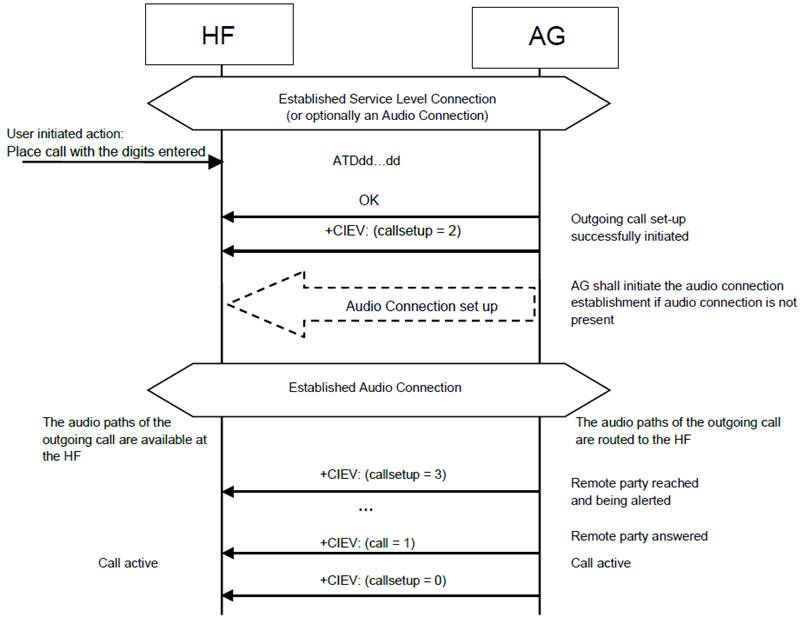 HF
AG
Established Service Level Connection
(or optionally an Audio Connection)
User initiated action:
Place call with the digits entered
ATDdd...dd
OK
+CIEV: (callsetup = 2)
Outgoing call set-up
successfully initiated
AG shall initiate the audio connection
establishment if audio connection is not
present
Audio Connection set up
Established Audio Connection
The audio paths of the
outgoing call are available at
the HF
The audio paths of the outgoing call
are routed to the HF
+CIEV: (callsetup = 3)
Remote party reached
and being alerted
...
Remote party answered
+CIEV: (call = 1)
Call active
Call active
+CIEV: (callsetup = 0)